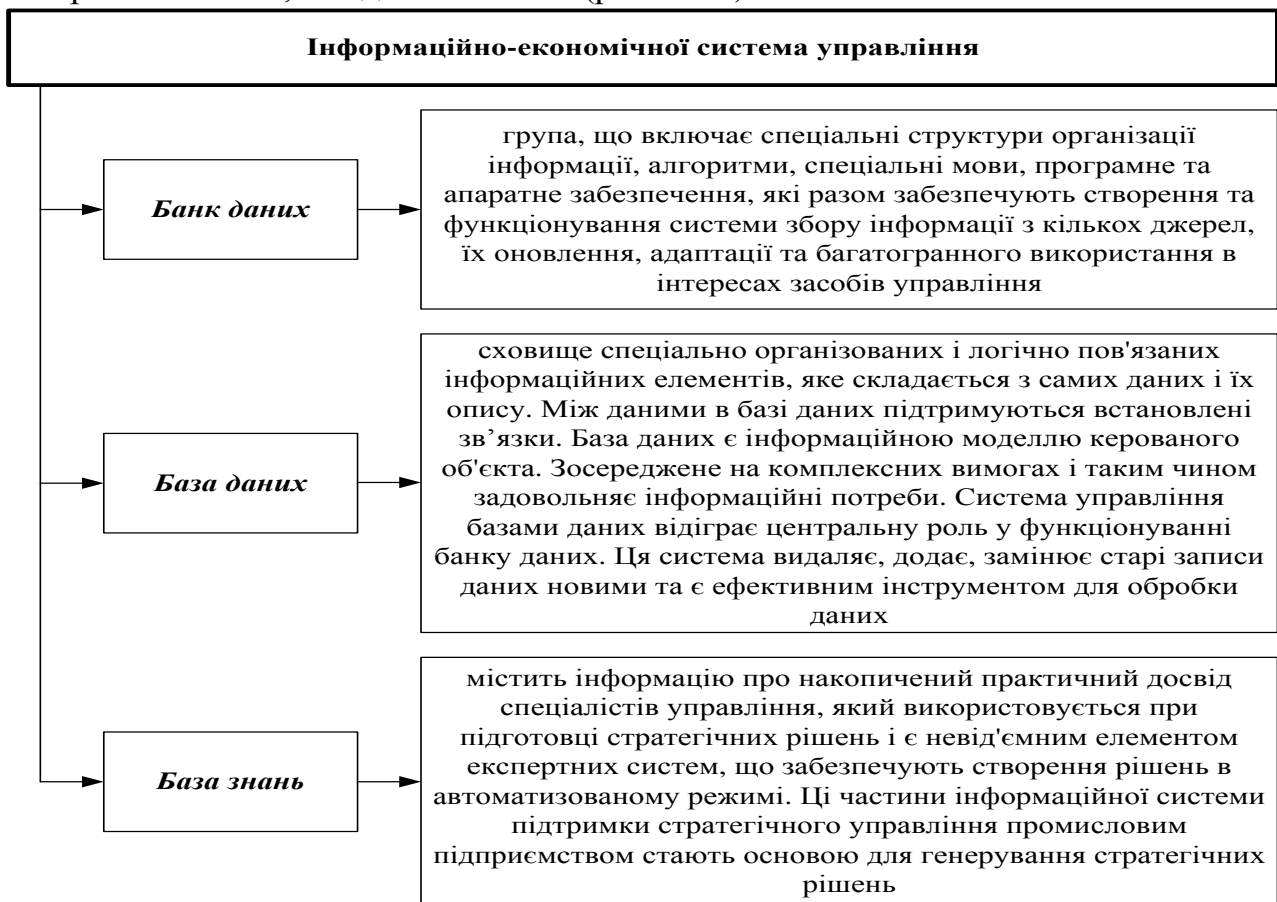 Інформаційно-економічної система управління
Банк даних
група, що включає спеціальні структури організації
інформації, алгоритми, спеціальні мови, програмне та
апаратне забезпечення, які разом забезпечують створення та
функціонування системи збору інформації з кількох джерел,
їх оновлення, адаптації та багатогранного використання в
інтересах засобів управління
База даних
сховище спеціально організованих і логічно пов'язаних
інформаційних елементів, яке складається з самих даних і їх
опису. Між даними в базі даних підтримуються встановлені
зв’язки. База даних є інформаційною моделлю керованого
об'єкта. Зосереджене на комплексних вимогах і таким чином
задовольняє інформаційні потреби. Система управління
базами даних відіграє центральну роль у функціонуванні
банку даних. Ця система видаляє, додає, замінює старі записи
даних новими та є ефективним інструментом для обробки
даних
База знань
містить інформацію про накопичений практичний досвід
спеціалістів управління, який використовується при
підготовці стратегічних рішень і є невід'ємним елементом
експертних систем, що забезпечують створення рішень в
автоматизованому режимі. Ці частини інформаційної системи
підтримки стратегічного управління промисловим
підприємством стають основою для генерування стратегічних
рішень